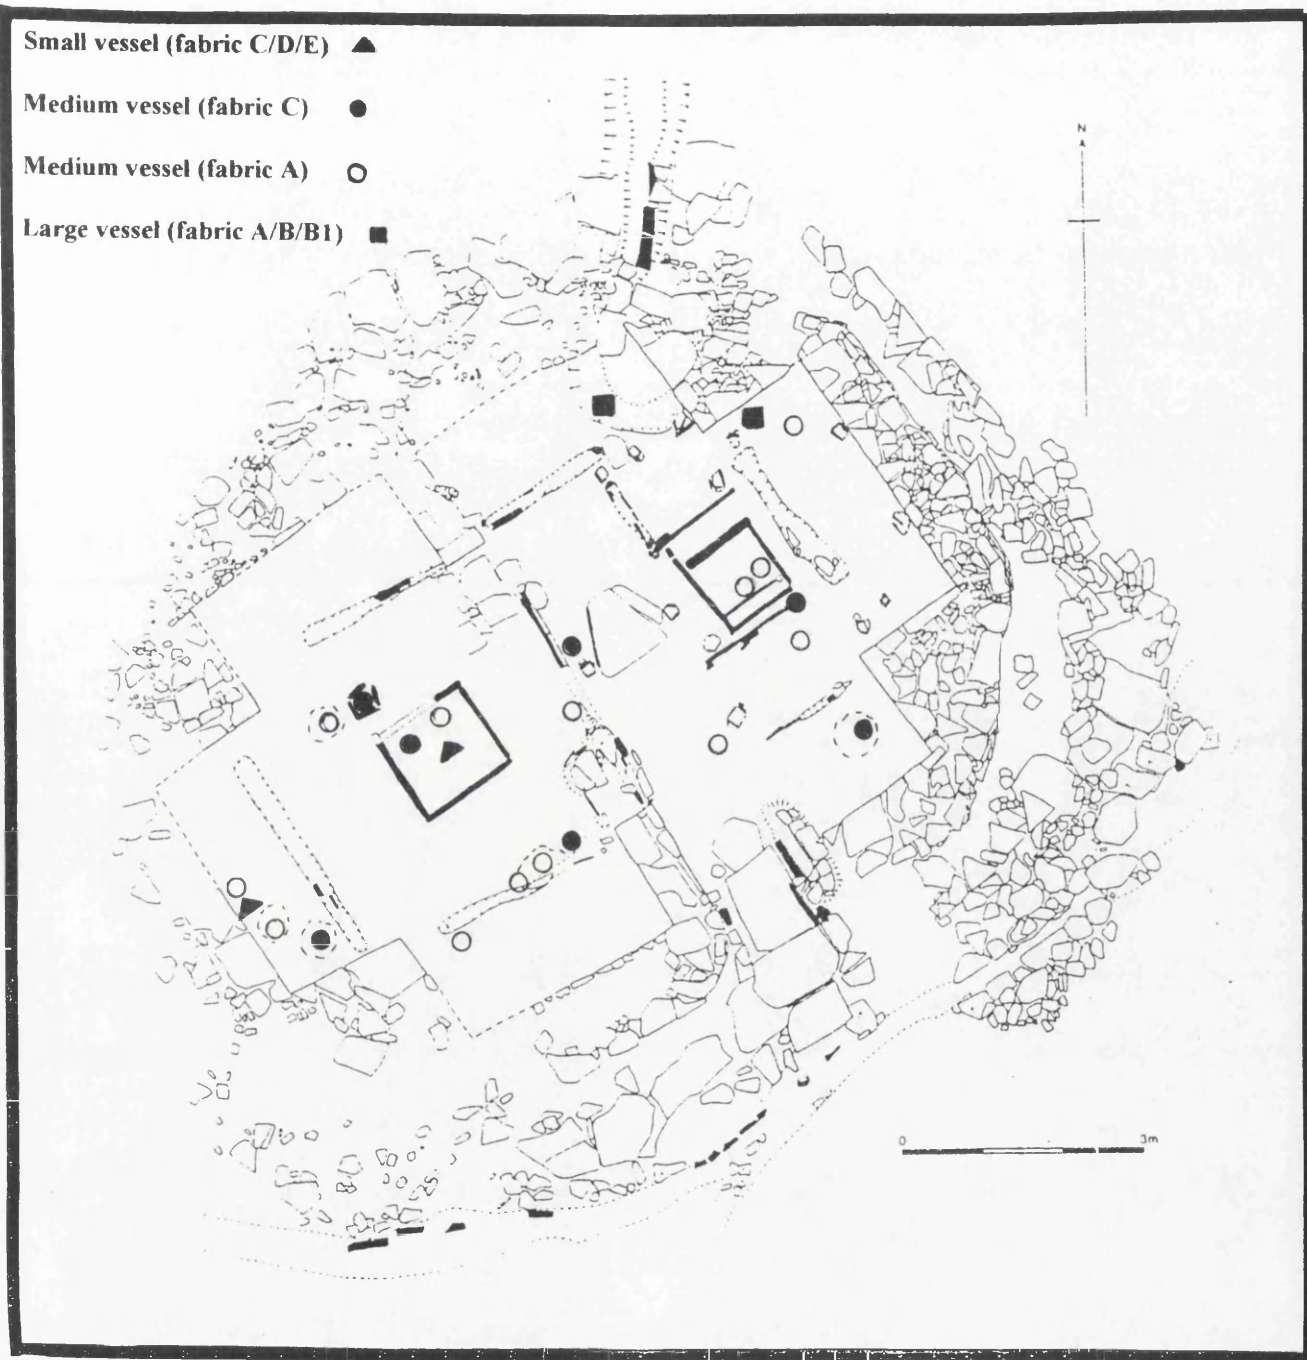 Small vessel (fabric C/D/E)
Medium vessel (fabric C)
Medium vessel (fabric A)
Large vessel (fabric A/B/B1)
N
0 3m